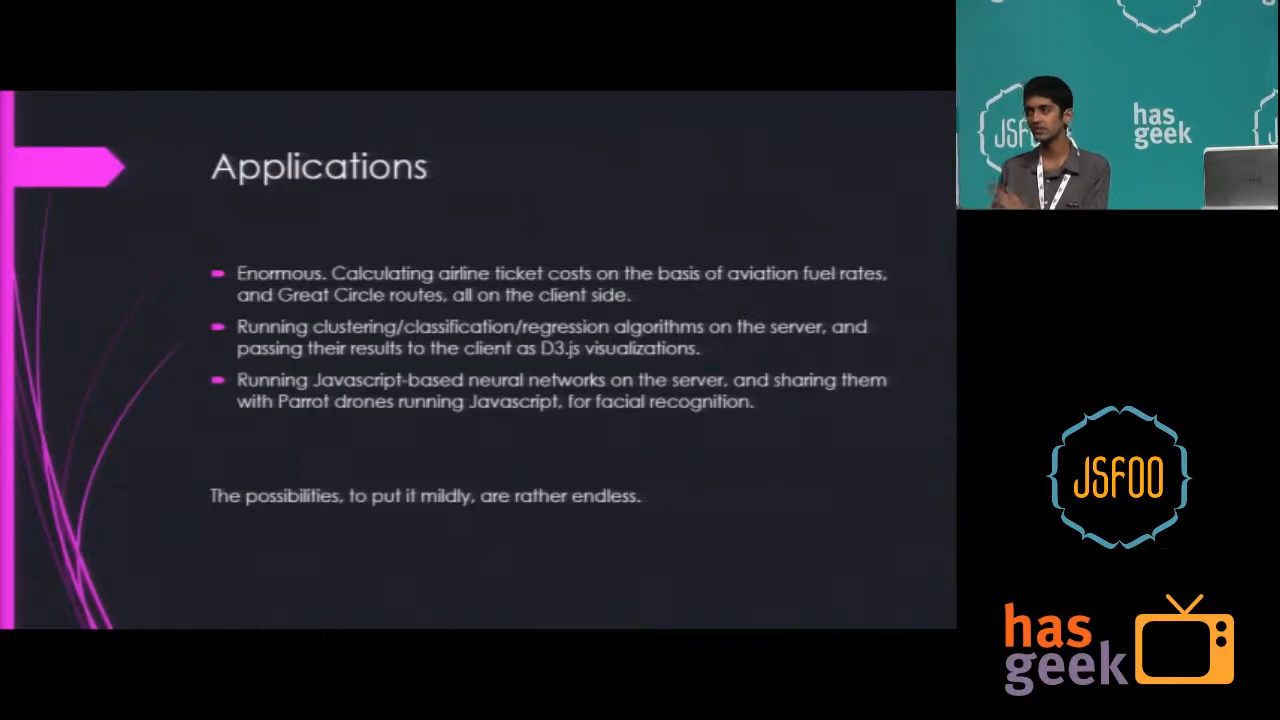 Applications
Enormous. Calculating airline ticket costs on the basis of aviation fuel rates,
and Great Circle routes, all on the client side.
Running clustering/classification/regression algorithms on the server, and
passing their results to the client as D3.js visualizations.
Running Javascript-based neural networks on the server, and sharing them
with Parrot drones running Javascript, for facial recognition.
The possibilities, to put it mildly, are rather endless.
JSFO
has
geek
JSFOO
has
geek